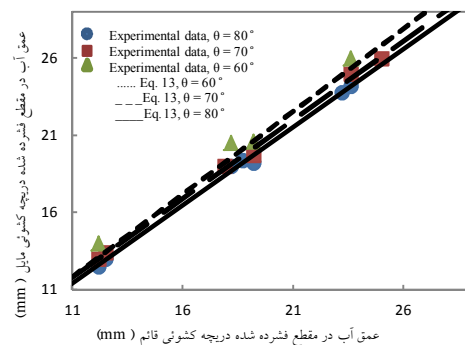 Experimental data, θ = 80°
Experimental data, θ = 70°
Experimental data, θ = 60°
...... Eq. 13, θ = 60°
_ _ _ Eq. 13, θ = 70°
____ Eq. 13, θ = 80°
26
21
16
11
11
16
21
26
عمق آب در مقطع فشرده شده دریچه کشوئی مایل (mm)
عمق آب در مقطع فشرده شده دریچه کشوئی قائم (mm)